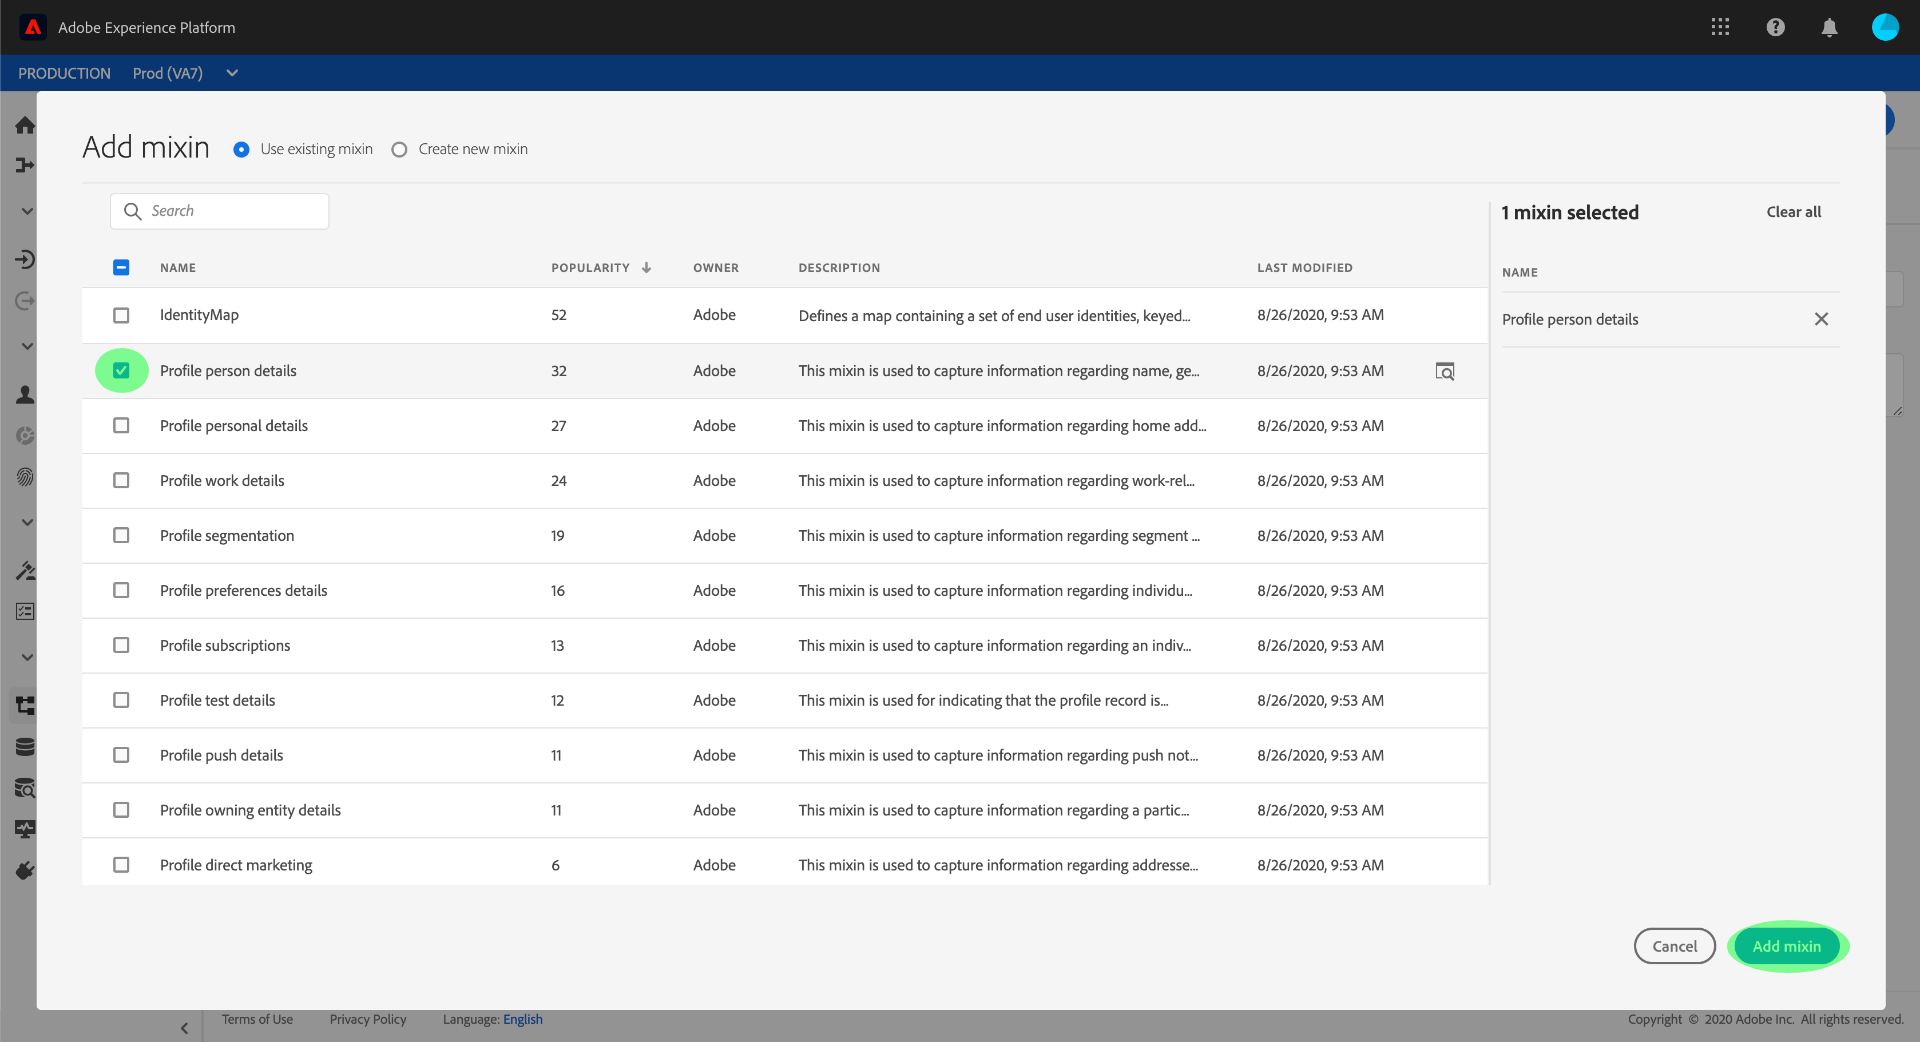 Adobe Experience Platform
PRODUCTION Prod (VA7)
Add mixin Use existing mixin Create new mixin
Search
1 mixin selected Clear all
NAME POPULARITY OWNER DESCRIPTION LAST MODIFIED
NAME
IdentityMap 52 Adobe Defines a map containing a set of end user identities, keyed... 8/26/2020, 9:53 AM
Profile person details
Profile person details 32 Adobe This mixin is used to capture information regarding name, ge... 8/26/2020, 9:53 AM
Profile personal details 27 Adobe This mixin is used to capture information regarding home add... 8/26/2020, 9:53 AM
Profile work details 24 Adobe This mixin is used to capture information regarding work-rel... 8/26/2020, 9:53 AM
Profile segmentation 19 Adobe This mixin is used to capture information regarding segment ... 8/26/2020, 9:53 AM
Profile preferences details 16 Adobe This mixin is used to capture information regarding individu... 8/26/2020, 9:53 AM
Profile subscriptions 13 Adobe This mixin is used to capture information regarding an indiv... 8/26/2020, 9:53 AM
Profile test details 12 Adobe This mixin is used for indicating that the profile record is... 8/26/2020, 9:53 AM
Profile push details 11 Adobe This mixin is used to capture information regarding push not... 8/26/2020, 9:53 AM
Profile owning entity details 11 Adobe This mixin is used to capture information regarding a partic... 8/26/2020, 9:53 AM
Profile direct marketing 6 Adobe This mixin is used to capture information regarding addresse... 8/26/2020, 9:53 AM
Cancel Add mixin
Terms of Use Privacy Policy Language: English Copyright © 2020 Adobe Inc. All rights reserved.